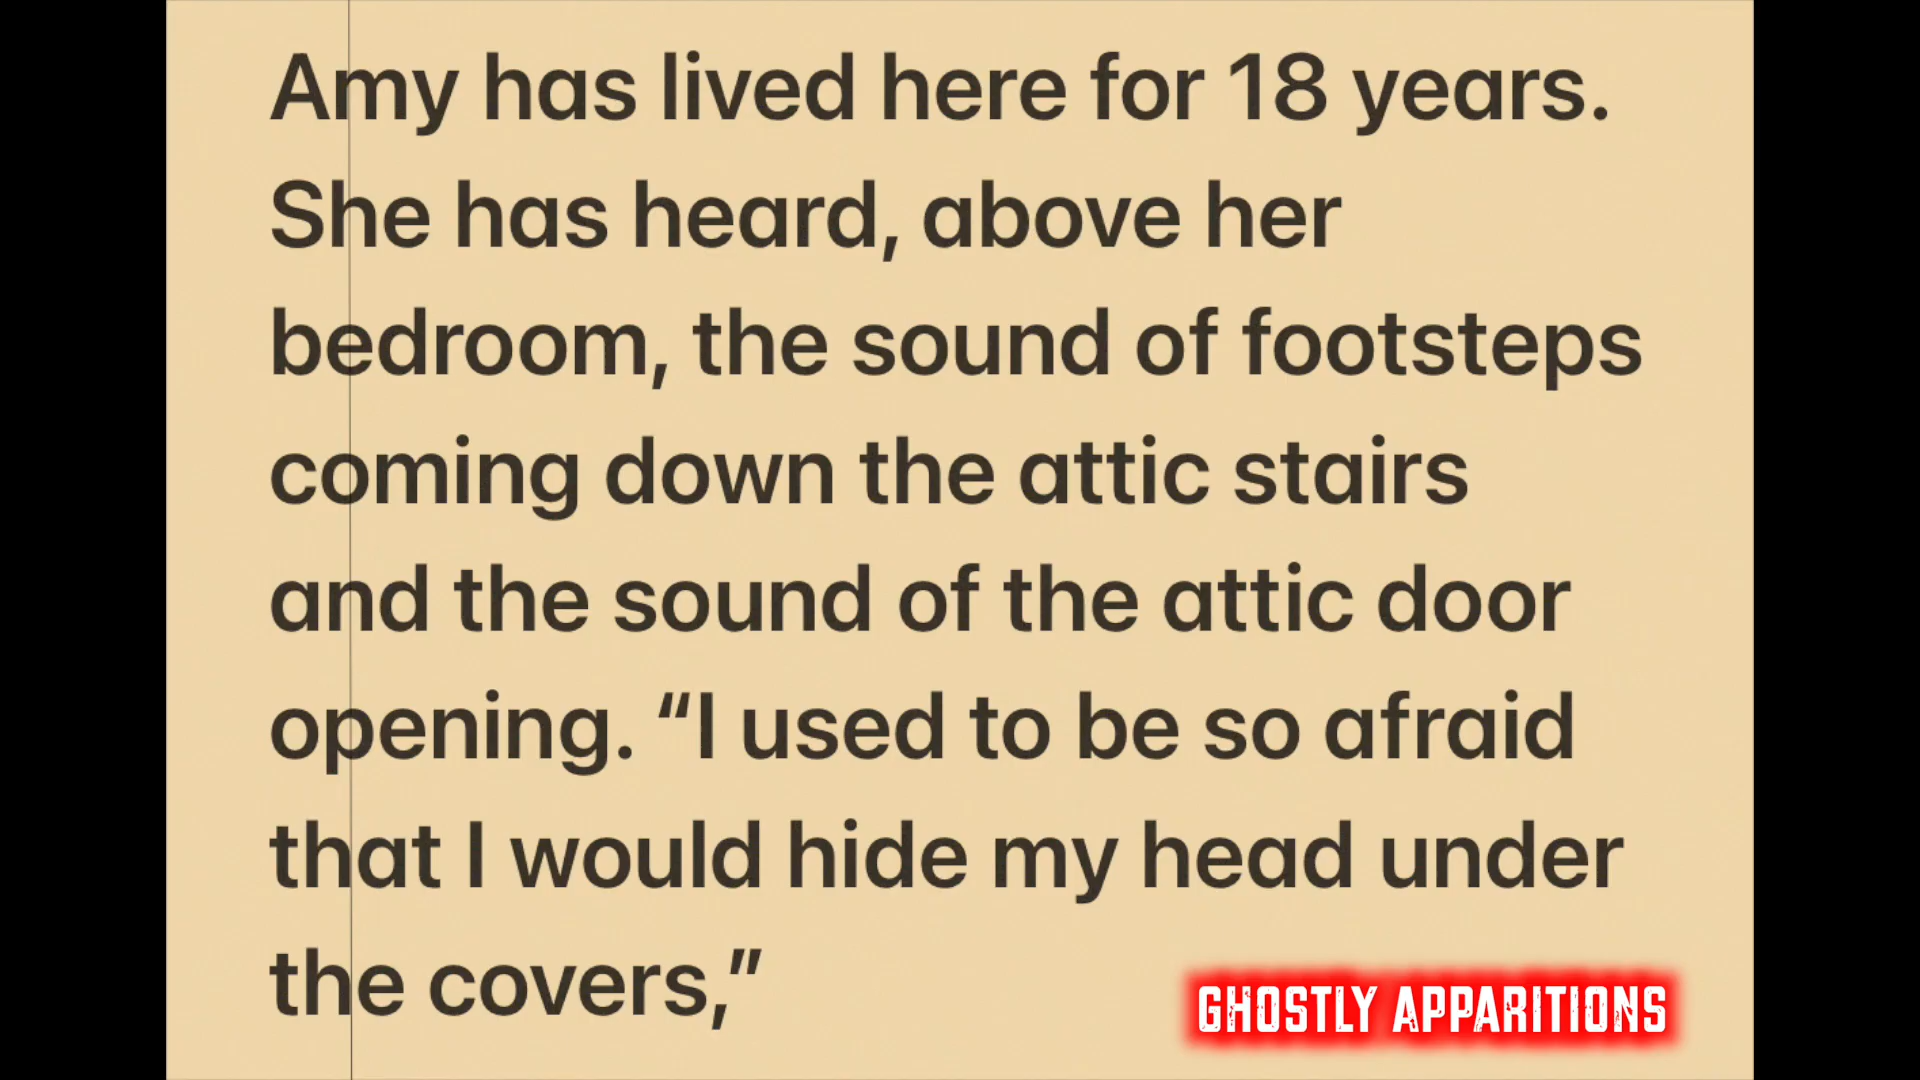 Amy has lived here for 18 years.
She has heard, above her
bedroom, the sound of footsteps
coming down the attic stairs
and the sound of the attic door
opening. “I used to be so afraid
that I would hide my head under
the covers,”
GHOSTLY APPARITIONS